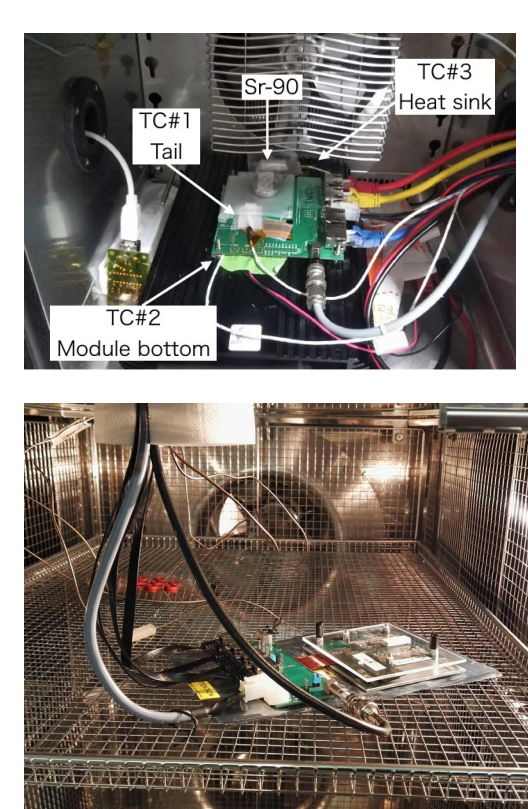 Sr-90
TC#3
Heat sink
TC#1
Tail
TC#2
Module bottom